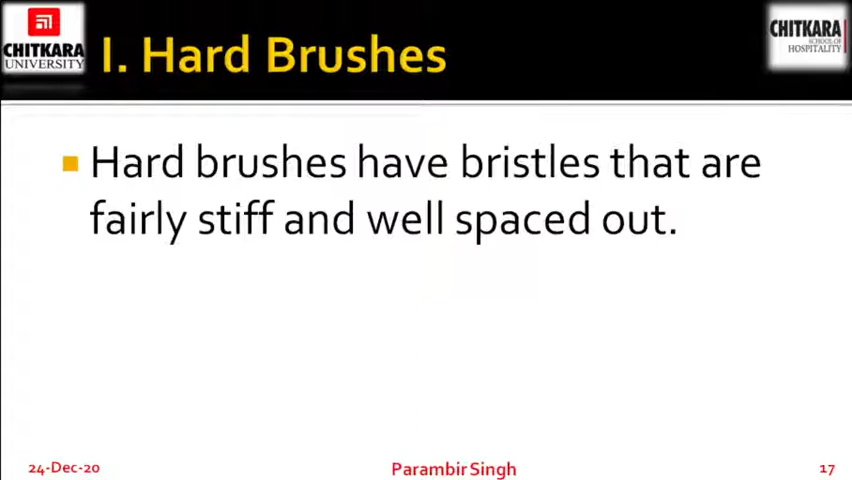 CHITKARA
UNIVERSITY
I. Hard Brushes
CHITKARA
SCHOOL OF
HOSPITALITY
Hard brushes have bristles that are
fairly stiff and well spaced out.
24-Dec-20
Parambir Singh
17